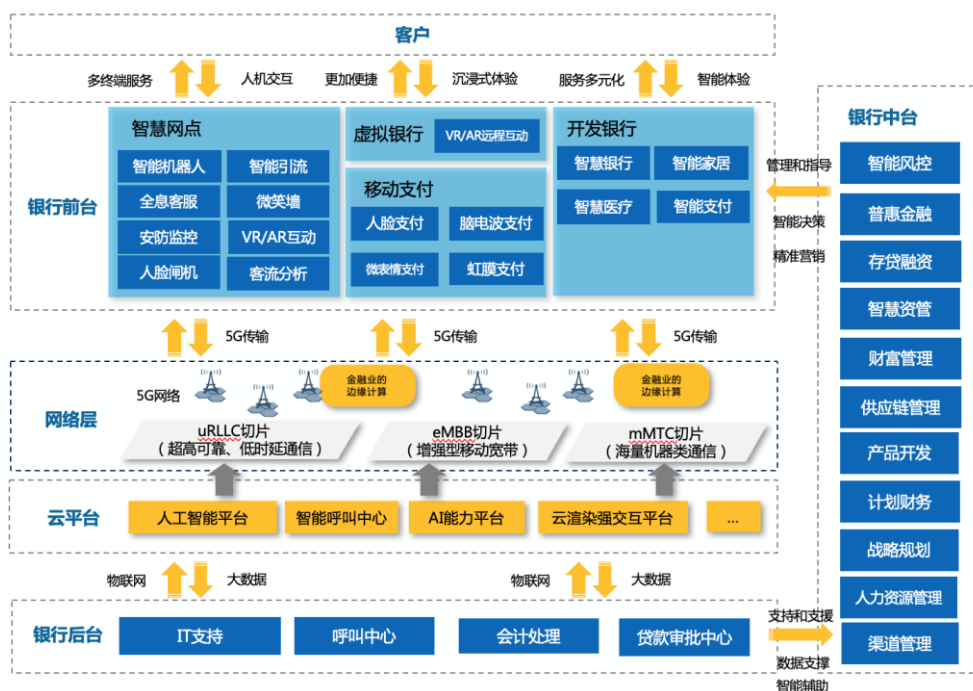 客户
多终端服务
人机交互
更加便捷
沉浸式体验
服务多元化
智能体验
银行前台
智慧网点
智能机器人
智能引流
全息客服
微笑墙
安防监控
VR/AR互动
人脸闸机
客流分析
虚拟银行
VR/AR远程互动
移动支付
人脸支付
脑电波支付
微表情支付
虹膜支付
开发银行
智慧银行
智能家居
智慧医疗
智能支付
管理和指导
智能决策
精准营销
银行中台
智能风控
普惠金融
存贷融资
智慧资管
财富管理
供应链管理
产品开发
计划财务
战略规划
人力资源管理
渠道管理
5G传输
5G传输
5G传输
网络层
5G网络
金融业的
边缘计算
金融业的
边缘计算
uRLLC切片
（超高可靠、低时延通信）
eMBB切片
（增强型移动宽带）
mMTC切片
（海量机器类通信）
云平台
人工智能平台
智能呼叫中心
AI能力平台
云渲染强交互平台
...
物联网
大数据
物联网
大数据
银行后台
IT支持
呼叫中心
会计处理
贷款审批中心
支持和支援
数据支撑
智能辅助